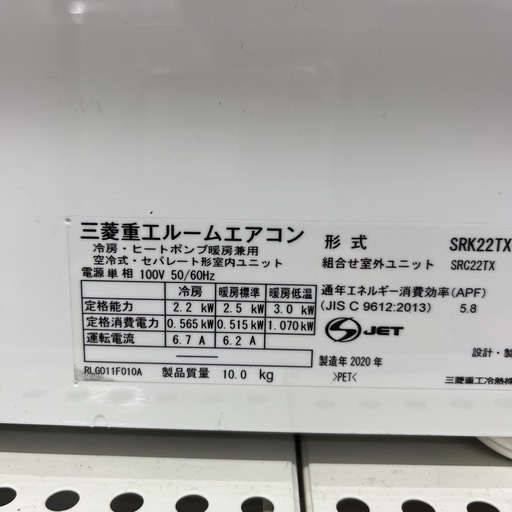 三菱重工ルームエアコン
冷房・ヒートポンプ暖房兼用
空冷式・セパレート形室内ユニット
電源単相 100V 50/60Hz
形式 SRK22TX
組合せ室外ユニット SRC22TX
冷房 暖房標準 暖房低温
定格能力 2.2 kW 2.5 kW 3.0 kW
定格消費電力 0.565 kW 0.515 kW 1.070 kW
運転電流 6.7 A 6.2 A
RLG011F010A 製品質量 10.0 kg
通年エネルギー消費効率(APF)
(JIS C 9612:2013) 5.8
JET
製造年 2020 年
>PET<
設計・製
三菱重工冷熱株